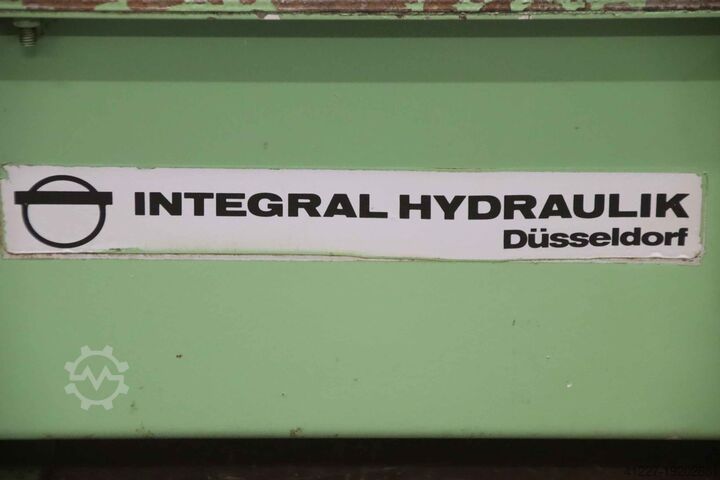 INTEGRAL HYDRAULIK
Düsseldorf